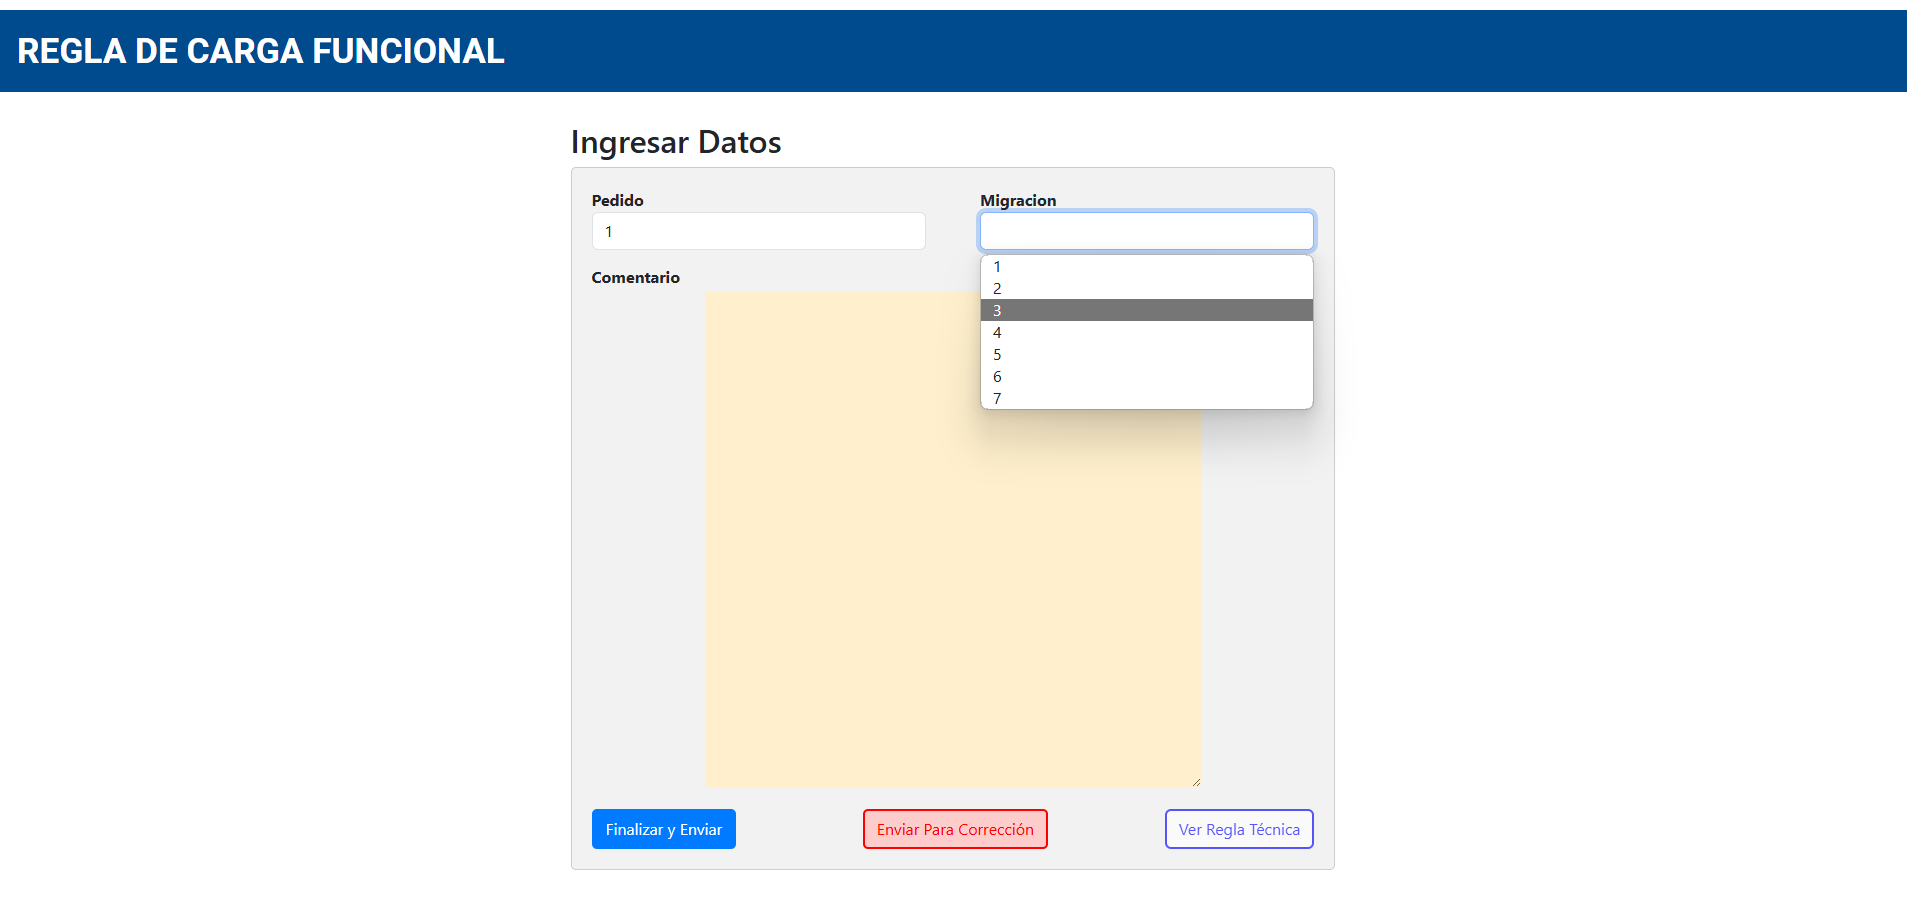 REGLA DE CARGA FUNCIONAL
Ingresar Datos
Pedido
1
Migracion
1
2
3
4
5
6
7
Comentario
Finalizar y Enviar
Enviar Para Corrección
Ver Regla Técnica